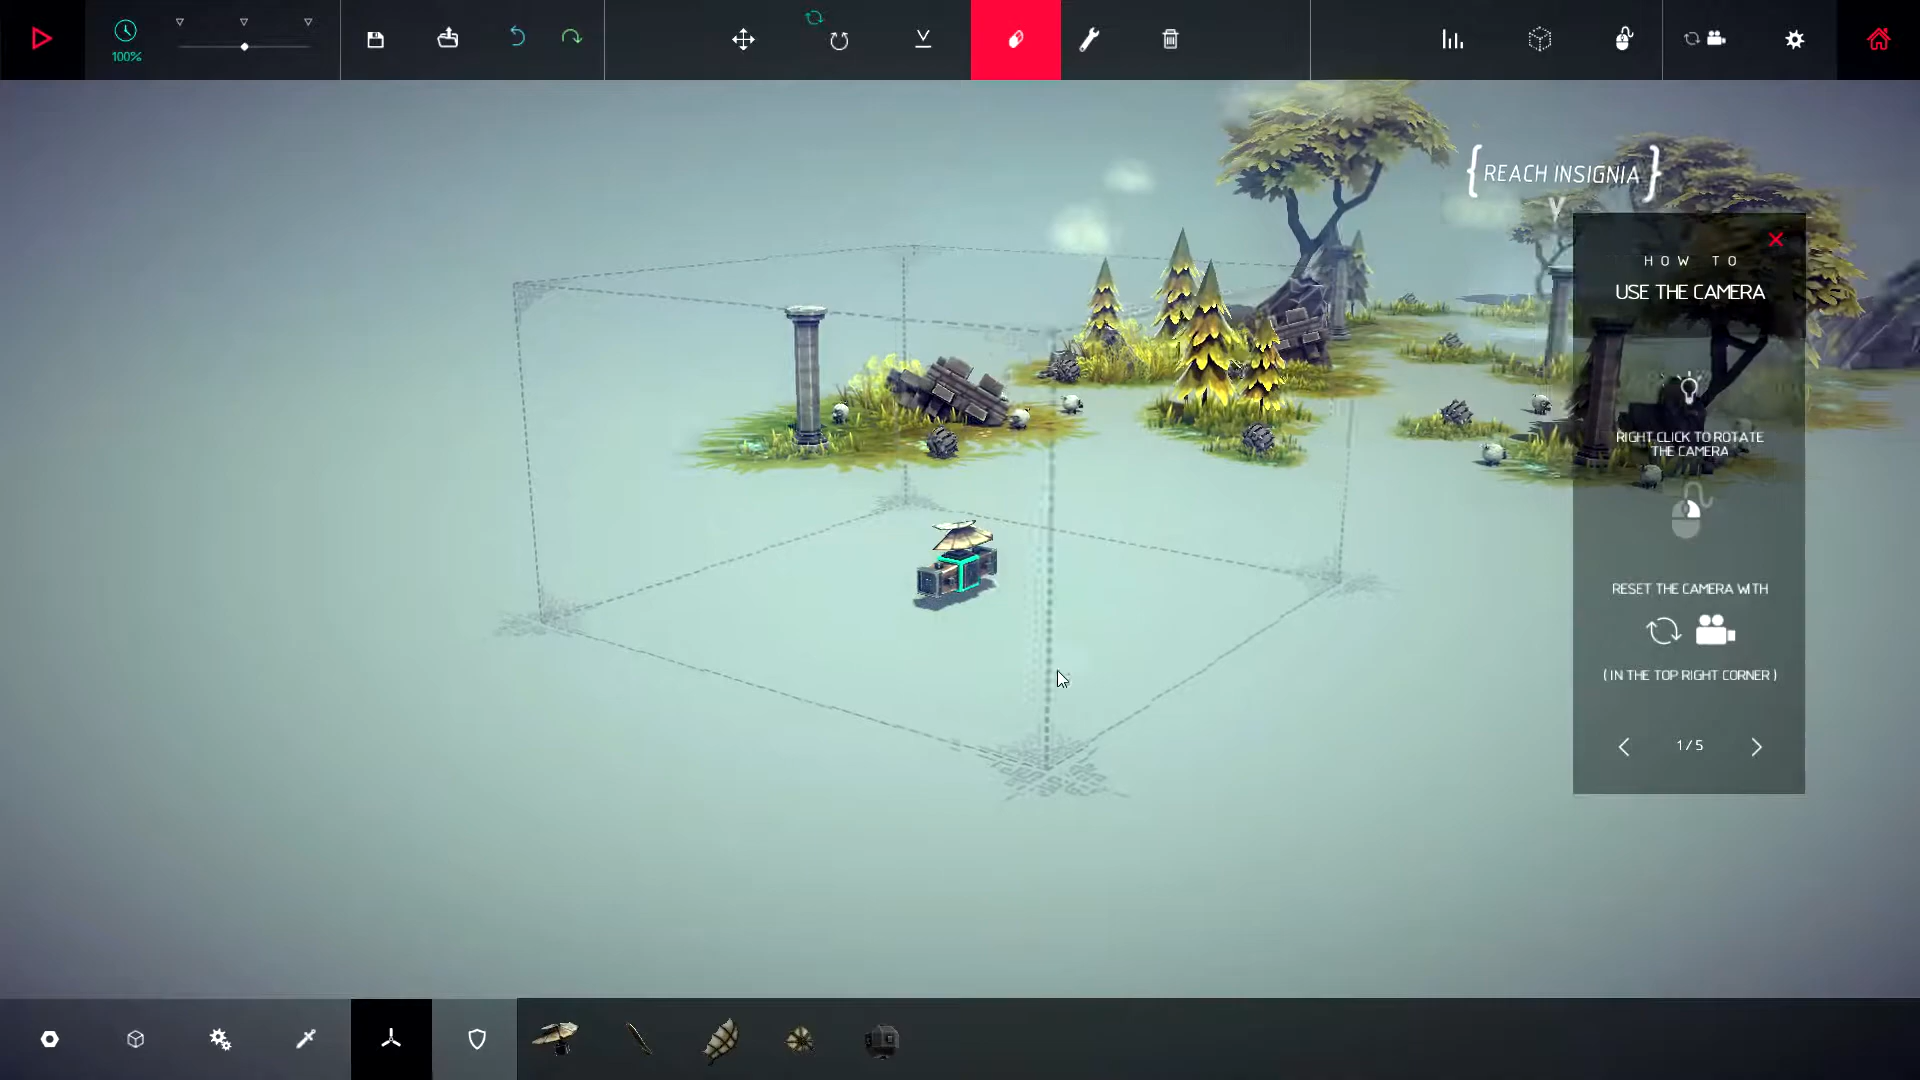 100%
REACH INSIGNIA
HOW TO
USE THE CAMERA
RIGHT CLICK TO ROTATE
THE CAMERA
RESET THE CAMERA WITH
( IN THE TOP RIGHT CORNER )
1/5